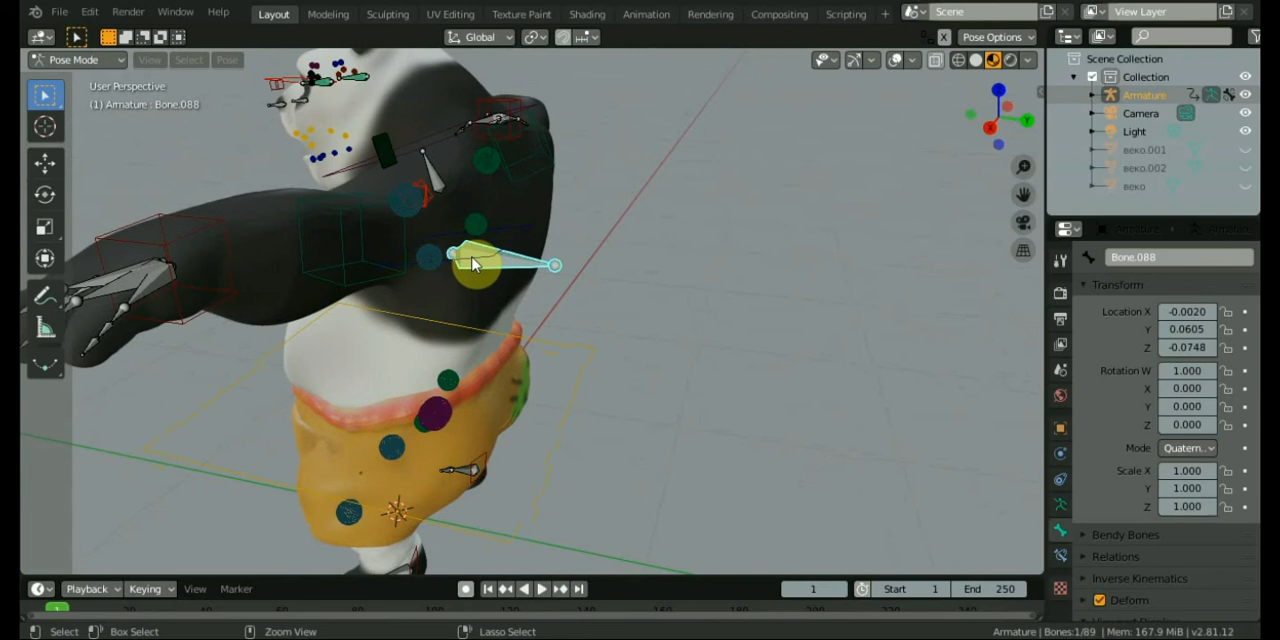 File Edit Render Window Help Layout Modeling Sculpting UV Editing Texture Paint Shading Animation Rendering Compositing Scripting + Scene View Layer
Global X Pose Options
Pose Mode View Select Pose
User Perspective
(1) Armature : Bone.088
Scene Collection
Collection
Armature
Camera
Light
веко.001
веко.002
веко
Bone.088
Transform
Location X -0.0020
Y 0.0605
Z -0.0748
Rotation W 1.000
X 0.000
Y 0.000
Z 0.000
Mode Quatern..
Scale X 1.000
Y 1.000
Z 1.000
Bendy Bones
Relations
Inverse Kinematics
Deform
Playback Keying View Marker 1 Start 1 End 250
Select Box Select Zoom View Lasso Select Armature | Bones:1/89 | Mem: 167.9 MiB | v2.81.12